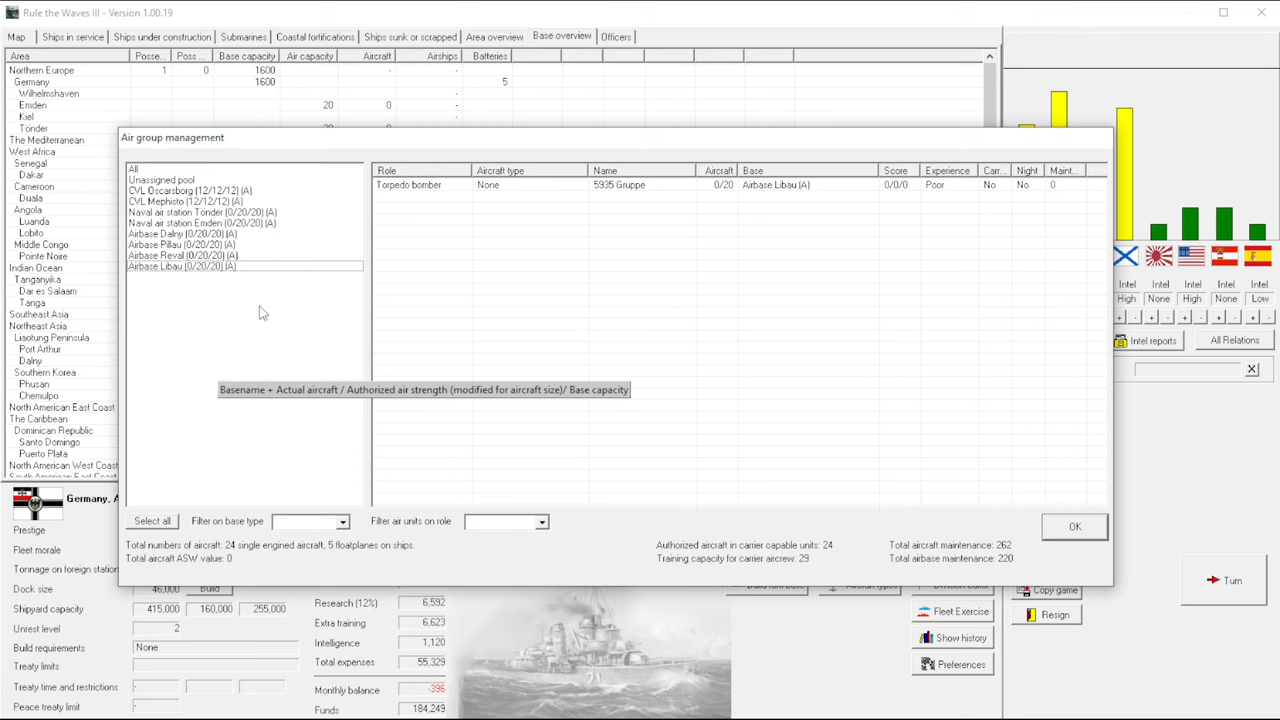 Rule the Waves III - Version 1.00.19
Map Ships in service Ships under construction Submarines Coastal fortifications Ships sunk or scrapped Area overview Base overview Officers
Area Posse... Poss ... Base capacity Air capacity Aircraft Airships Batteries
Northern Europe 1 0 1600 - -
Germany 1600 5
Wilhelmshaven -
Emden 20 0 -
Kiel -
Tönder 20 0 -
The Mediterranean
West Africa
Senegal
Dakar
Cameroon
Duala
Angola
Luanda
Lobito
Middle Congo
Pointe Noire
Indian Ocean
Tanganyika
Dar es Salaam
Tanga
Southeast Asia
Northeast Asia
Liaotung Peninsula
Port Arthur
Dalny
Southern Korea
Phusan
Chemulpo
North American East Coast
The Caribbean
Dominican Republic
Santo Domingo
Puerto Plata
North American West Coast
South American East Coast
Air group management
All
Unassigned pool
CVL Oscarsborg (12/12/12) (A)
CVL Mephisto (12/12/12) (A)
Naval air station Tönder (0/20/20) (A)
Naval air station Emden (0/20/20) (A)
Airbase Dalny (0/20/20) (A)
Airbase Pillau (0/20/20) (A)
Airbase Reval (0/20/20) (A)
Airbase Libau (0/20/20) (A)
Role Aircraft type Name Aircraft Base Score Experience Carr... Night Maint...
Torpedo bomber None 5935 Gruppe 0/20 Airbase Libau (A) 0/0/0 Poor No No 0
Basename + Actual aircraft / Authorized air strength (modified for aircraft size)/ Base capacity
Select all Filter on base type Filter air units on role OK
Total numbers of aircraft: 24 single engined aircraft, 5 floatplanes on ships.
Total aircraft ASW value: 0
Authorized aircraft in carrier capable units: 24
Training capacity for carrier aircrew: 29
Total aircraft maintenance: 262
Total airbase maintenance: 220
Intel Intel Intel Intel Intel
High None High None Low
+ - + - + - + - + -
Intel reports All Relations
X
Germany, A
Prestige
Fleet morale
Tonnage on foreign station
Dock size 46,000 Build
Shipyard capacity 415,000 160,000 255,000
Unrest level 2
Build requirements None
Treaty limits
Treaty time and restrictions - 
Peace treaty limit -
Research (12%) 6,592
Extra training 6,623
Intelligence 1,120
Total expenses 55,329
Monthly balance -396
Funds 184,249
Build fort/base Aircraft types Division editor
Fleet Exercise
Show history
Preferences
Copy game
Resign
Turn